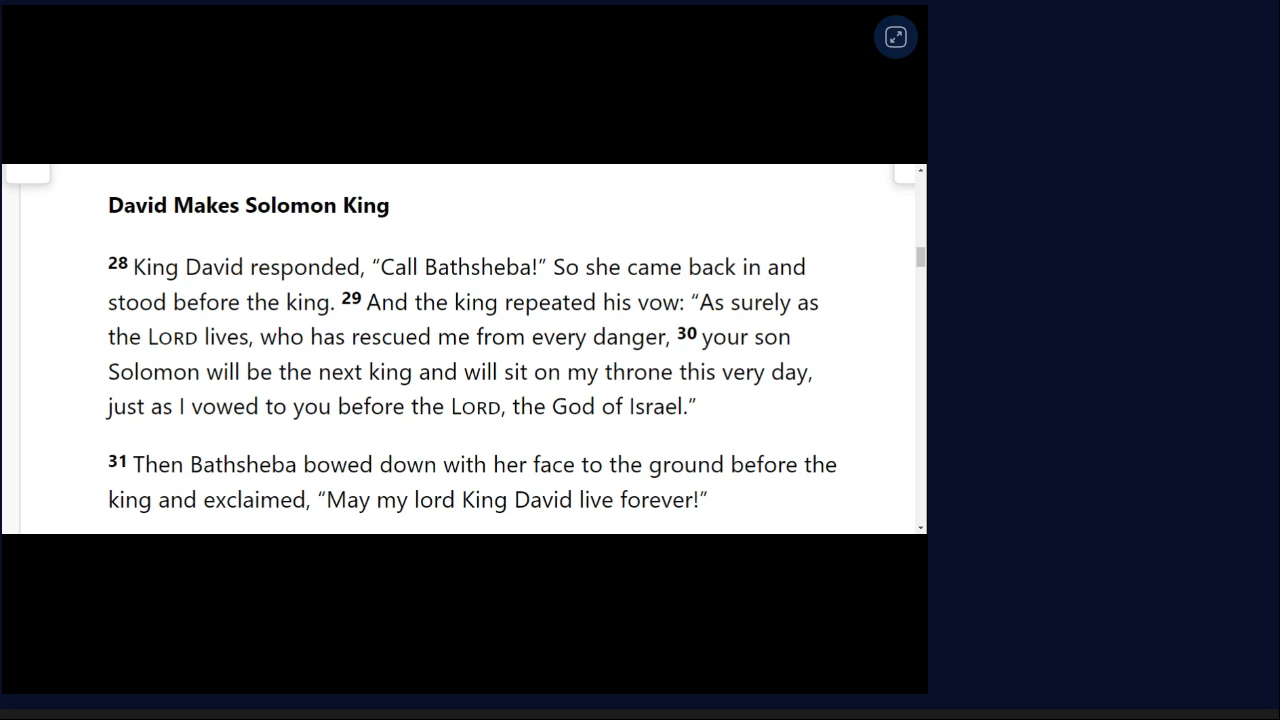 David Makes Solomon King
28 King David responded, “Call Bathsheba!” So she came back in and
stood before the king. 29 And the king repeated his vow: “As surely as
the LORD lives, who has rescued me from every danger, 30 your son
Solomon will be the next king and will sit on my throne this very day,
just as I vowed to you before the LORD, the God of Israel.”
31 Then Bathsheba bowed down with her face to the ground before the
king and exclaimed, “May my lord King David live forever!”